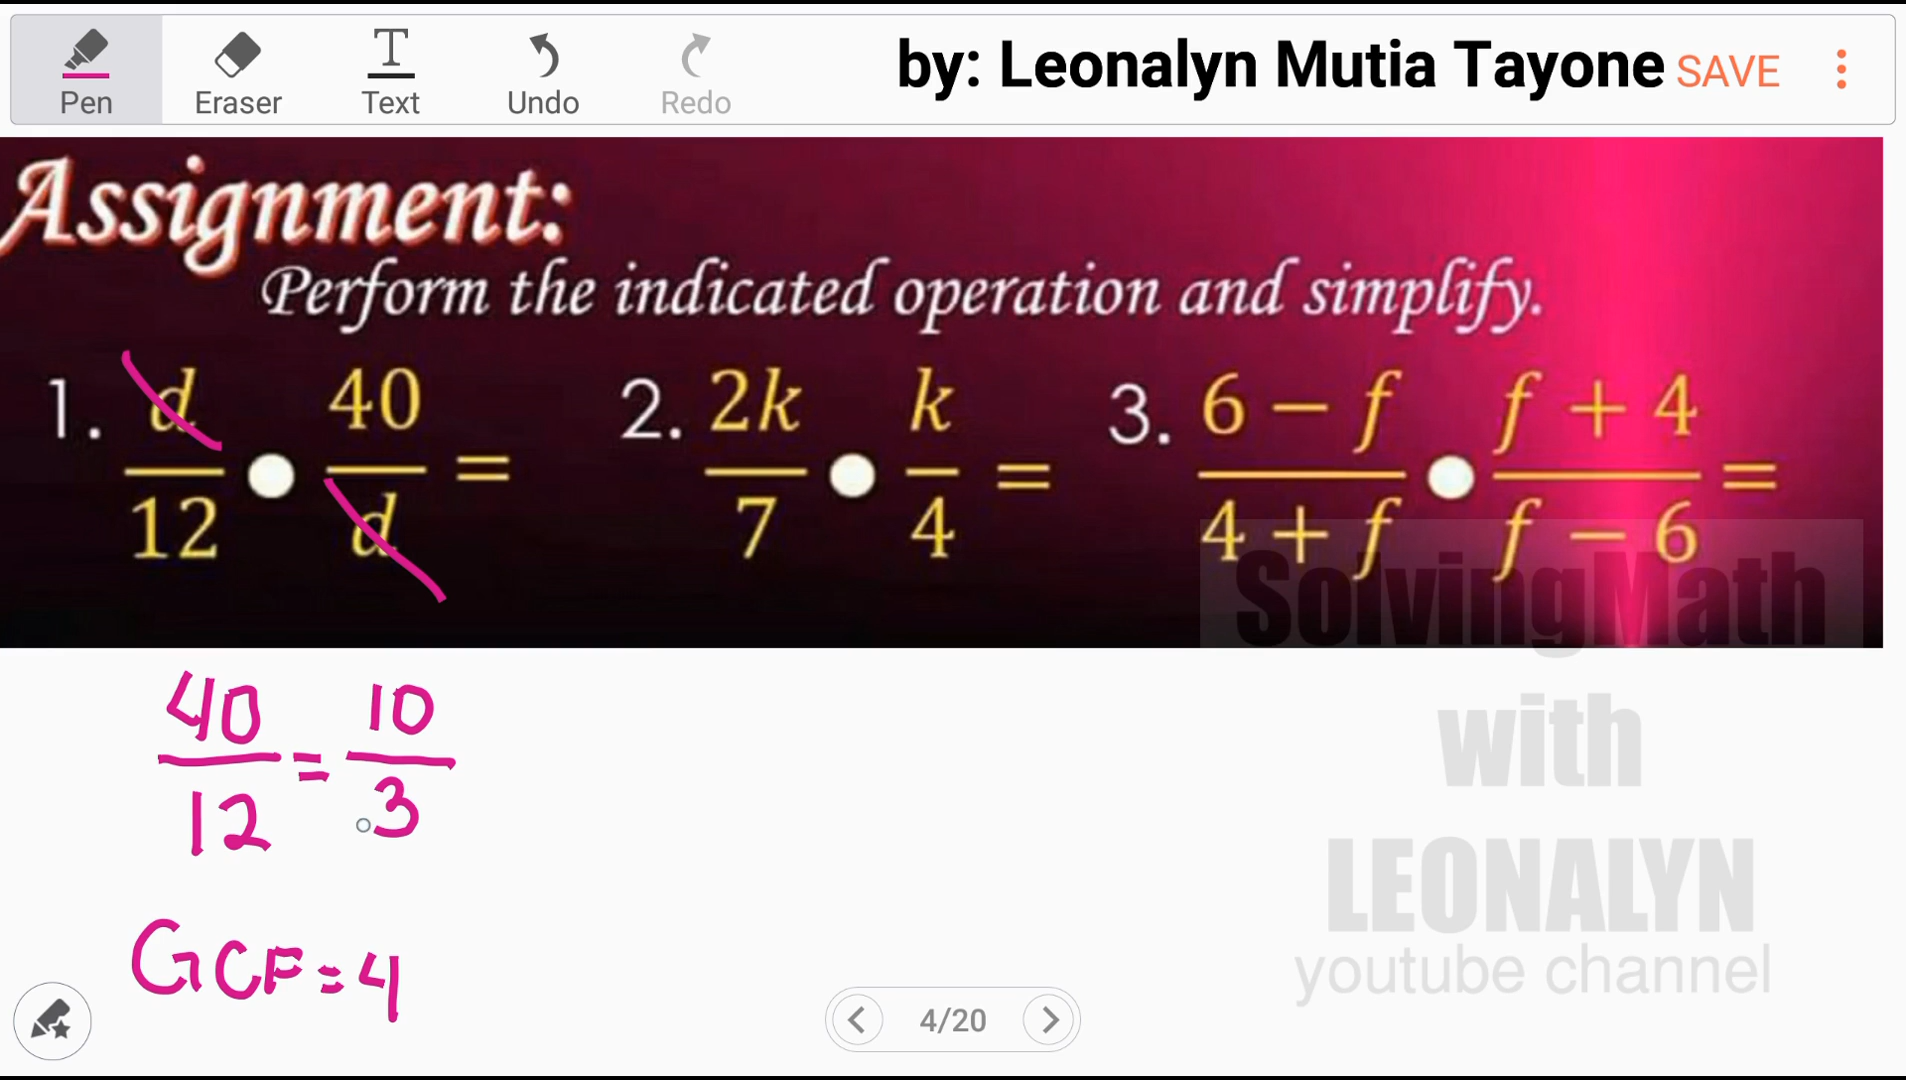 Pen Eraser Text Undo Redo by: Leonalyn Mutia Tayone SAVE
Assignment:
Perform the indicated operation and simplify.
1. d/12 ● 40/d =
2. 2k/7 ● k/4 =
3. 6 − f/4 + f ● f + 4/f − 6 =
SolvingMath
with
LEONALYN
youtube channel
40/12 = 10/3
GCF = 4
4/20